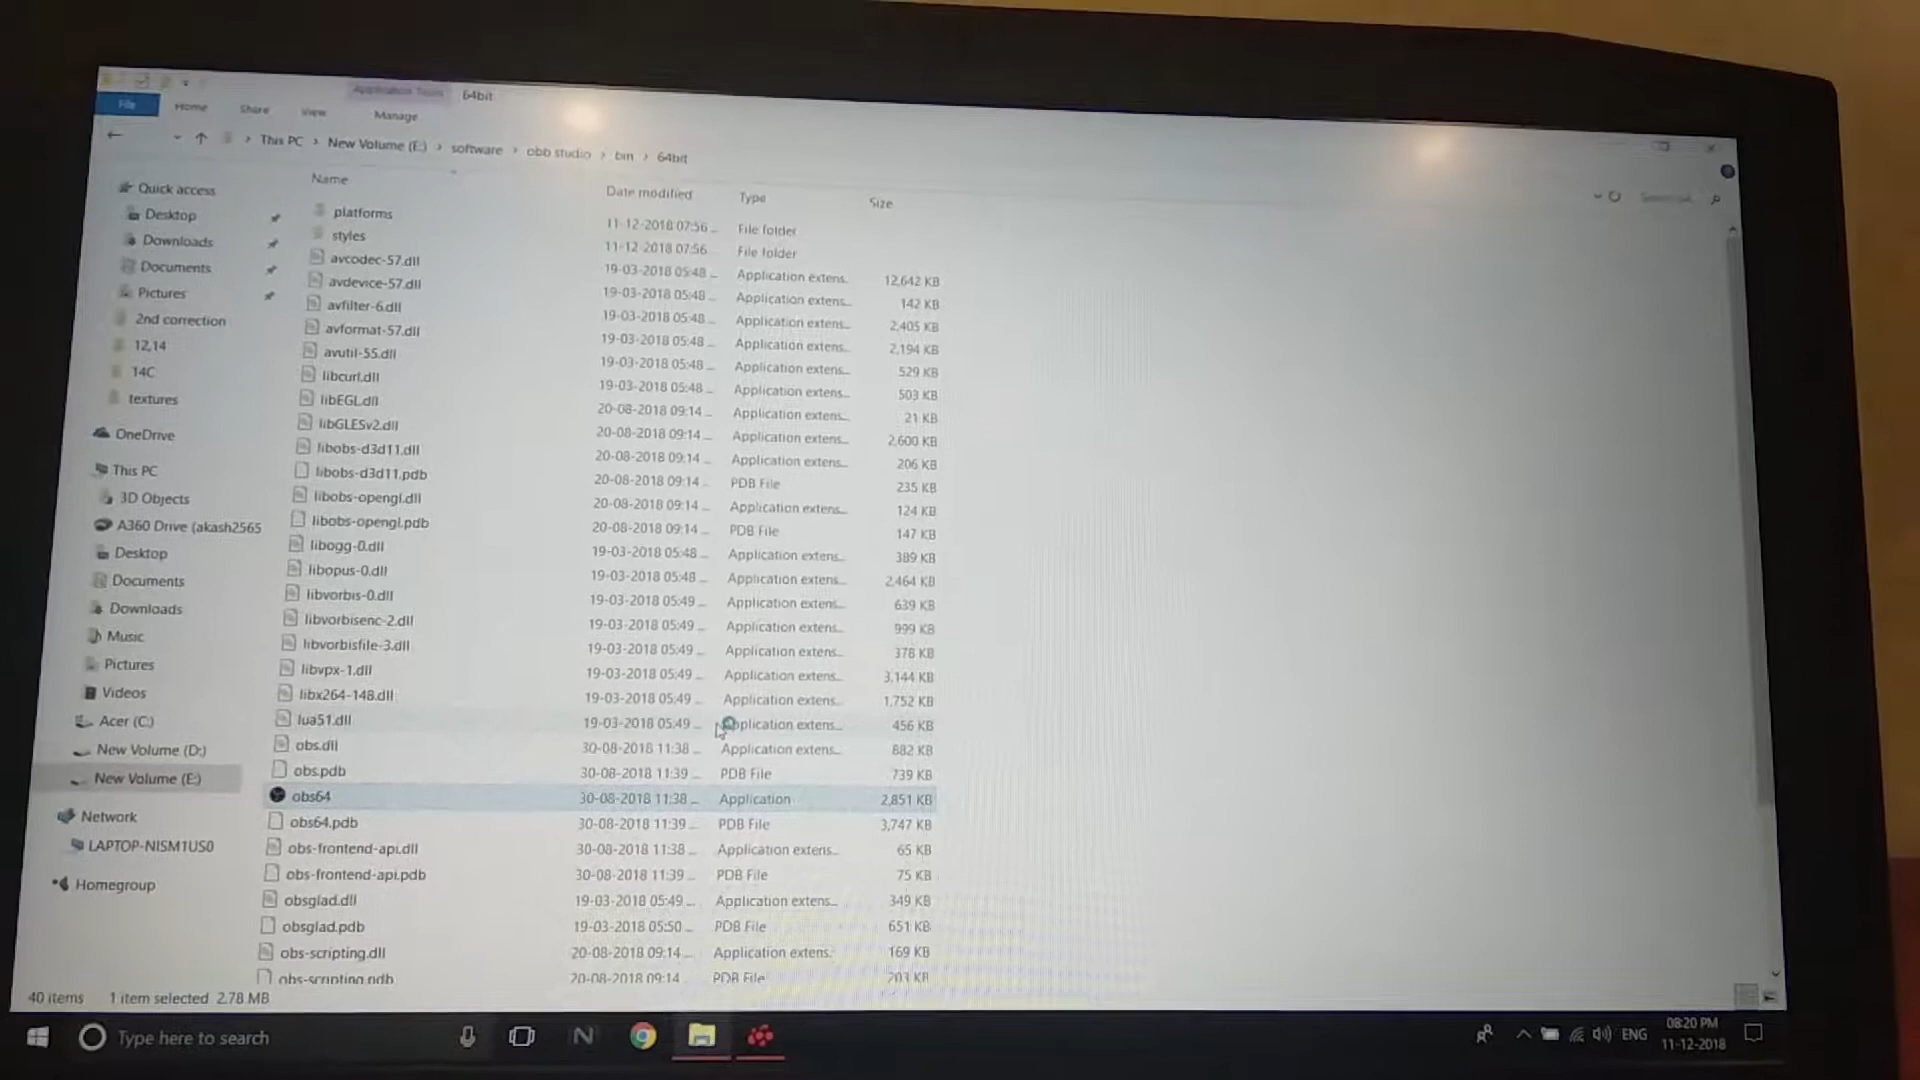 Application Tools 64bit
File Home Share View Manage
This PC > New Volume (E:) > software > obb studio > bin > 64bit
Name Date modified Type Size
Quick access
Desktop
Downloads
Documents
Pictures
2nd correction
12,14
14C
textures
OneDrive
This PC
3D Objects
A360 Drive (akash2565
Desktop
Documents
Downloads
Music
Pictures
Videos
Acer (C:)
New Volume (D:)
New Volume (E:)
Network
LAPTOP-NISM1US0
Homegroup
platforms 11-12-2018 07:56 ... File folder
styles 11-12-2018 07:56 ... File folder
avcodec-57.dll 19-03-2018 05:48 ... Application extens... 12,642 KB
avdevice-57.dll 19-03-2018 05:48 ... Application extens... 142 KB
avfilter-6.dll 19-03-2018 05:48 ... Application extens... 2,405 KB
avformat-57.dll 19-03-2018 05:48 ... Application extens... 2,194 KB
avutil-55.dll 19-03-2018 05:48 ... Application extens... 529 KB
libcurl.dll 19-03-2018 05:48 ... Application extens... 503 KB
libEGL.dll 20-08-2018 09:14 ... Application extens... 21 KB
libGLESv2.dll 20-08-2018 09:14 ... Application extens... 2,600 KB
libobs-d3d11.dll 20-08-2018 09:14 ... Application extens... 206 KB
libobs-d3d11.pdb 20-08-2018 09:14 ... PDB File 235 KB
libobs-opengl.dll 20-08-2018 09:14 ... Application extens... 124 KB
libobs-opengl.pdb 20-08-2018 09:14 ... PDB File 147 KB
libogg-0.dll 19-03-2018 05:48 ... Application extens... 389 KB
libopus-0.dll 19-03-2018 05:48 ... Application extens... 2,464 KB
libvorbis-0.dll 19-03-2018 05:49 ... Application extens... 639 KB
libvorbisenc-2.dll 19-03-2018 05:49 ... Application extens... 999 KB
libvorbisfile-3.dll 19-03-2018 05:49 ... Application extens... 378 KB
libvpx-1.dll 19-03-2018 05:49 ... Application extens... 3,144 KB
libx264-148.dll 19-03-2018 05:49 ... Application extens... 1,752 KB
lua51.dll 19-03-2018 05:49 ... Application extens... 456 KB
obs.dll 30-08-2018 11:38 ... Application extens... 882 KB
obs.pdb 30-08-2018 11:39 ... PDB File 739 KB
obs64 30-08-2018 11:38 ... Application 2,851 KB
obs64.pdb 30-08-2018 11:39 ... PDB File 3,747 KB
obs-frontend-api.dll 30-08-2018 11:38 ... Application extens... 65 KB
obs-frontend-api.pdb 30-08-2018 11:39 ... PDB File 75 KB
obsglad.dll 19-03-2018 05:49 ... Application extens... 349 KB
obsglad.pdb 19-03-2018 05:50 ... PDB File 651 KB
obs-scripting.dll 20-08-2018 09:14 ... Application extens... 169 KB
obs-scripting.pdb 20-08-2018 09:14 ... PDB File 203 KB
40 items 1 item selected 2.78 MB
Type here to search
ENG
08:20 PM
11-12-2018